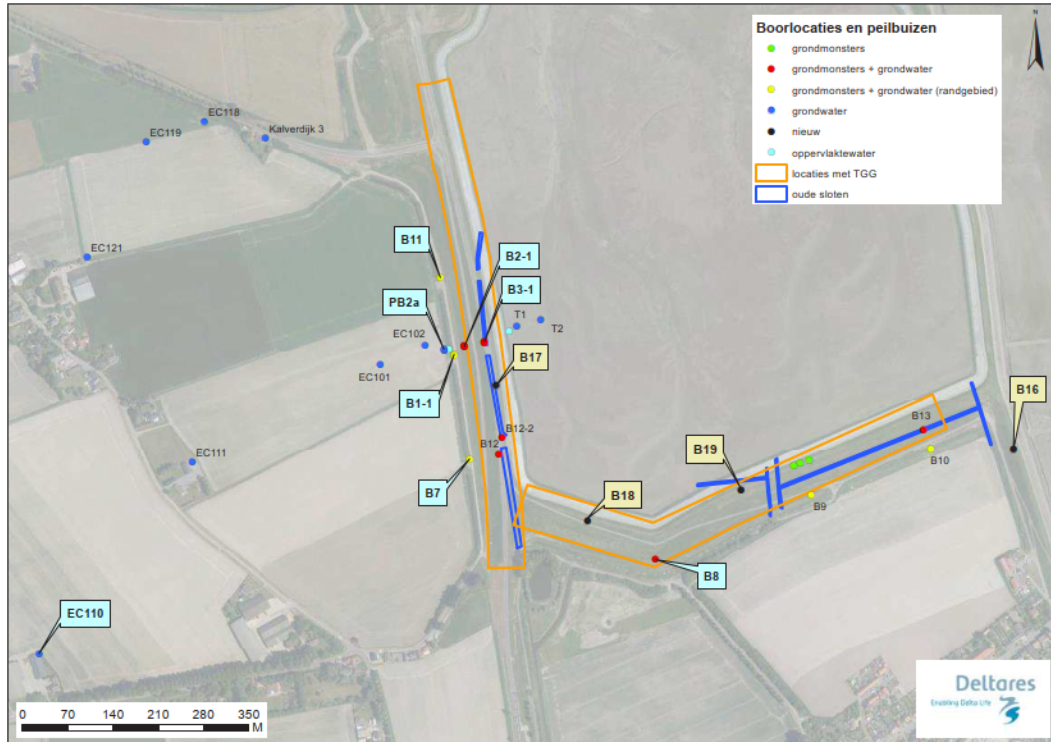 N
Boorlocaties en peilbuizen
grondmonsters
grondmonsters + grondwater
grondmonsters + grondwater (randgebied)
grondwater
nieuw
oppervlaktewater
locaties met TGG
oude sloten
EC118
EC119
Kalverdijk 3
EC121
B11
B2-1
PB2a
B3-1
T1
T2
EC102
EC101
B17
B1-1
B16
B12-2
B13
B12
EC111
B19
B10
B7
B18
B9
B8
EC110
Deltares
Enabling Delta Life
0 70 140 210 280 350
M